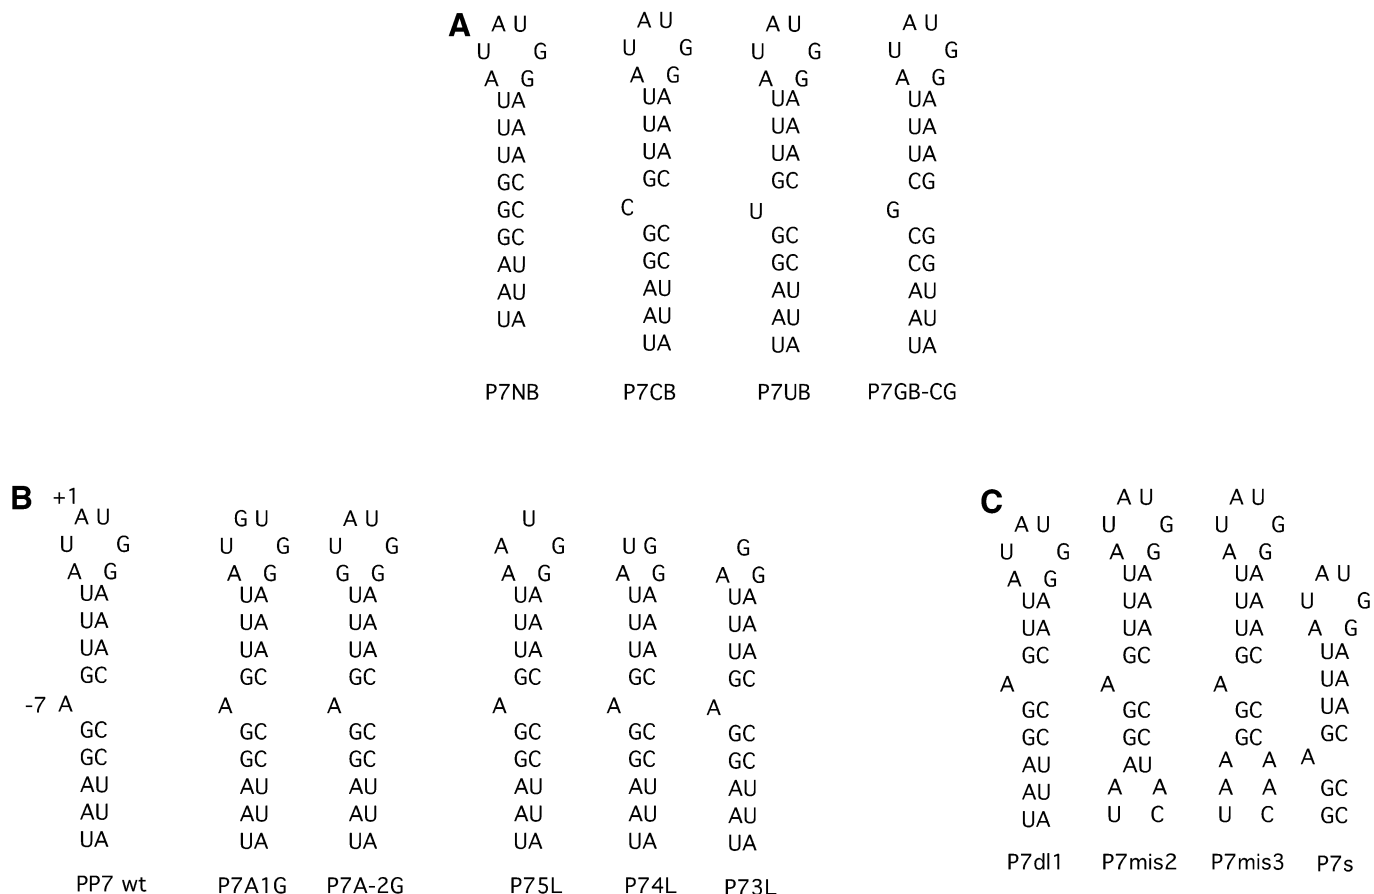 A
A U
U G
A G
UA
UA
UA
GC
GC
GC
AU
AU
UA
P7NB
A U
U G
A G
UA
UA
UA
GC
C
GC
GC
AU
AU
UA
P7CB
A U
U G
A G
UA
UA
UA
GC
U
GC
GC
AU
AU
UA
P7UB
A U
U G
A G
UA
UA
UA
CG
G
CG
CG
AU
AU
UA
P7GB-CG
B
+1
A U
U G
A G
UA
UA
UA
GC
-7 A
GC
GC
AU
AU
UA
PP7 wt
G U
U G
A G
UA
UA
UA
GC
A
GC
GC
AU
AU
UA
P7A1G
A U
U G
G G
UA
UA
UA
GC
A
GC
GC
AU
AU
UA
P7A-2G
U
A G
A G
UA
UA
UA
GC
A
GC
GC
AU
AU
UA
P75L
U G
A G
UA
UA
UA
GC
A
GC
GC
AU
AU
UA
P74L
G
A G
UA
UA
UA
GC
A
GC
GC
AU
AU
UA
P73L
C
A U
U G
A G
UA
UA
GC
A
GC
GC
AU
AU
UA
P7dl1
A U
U G
A G
UA
UA
UA
GC
A
GC
GC
AU
A A
U C
P7mis2
A U
U G
A G
UA
UA
UA
GC
A
GC
GC
A A
A A
U C
P7mis3
A U
U G
A G
UA
UA
UA
GC
A
GC
GC
P7s